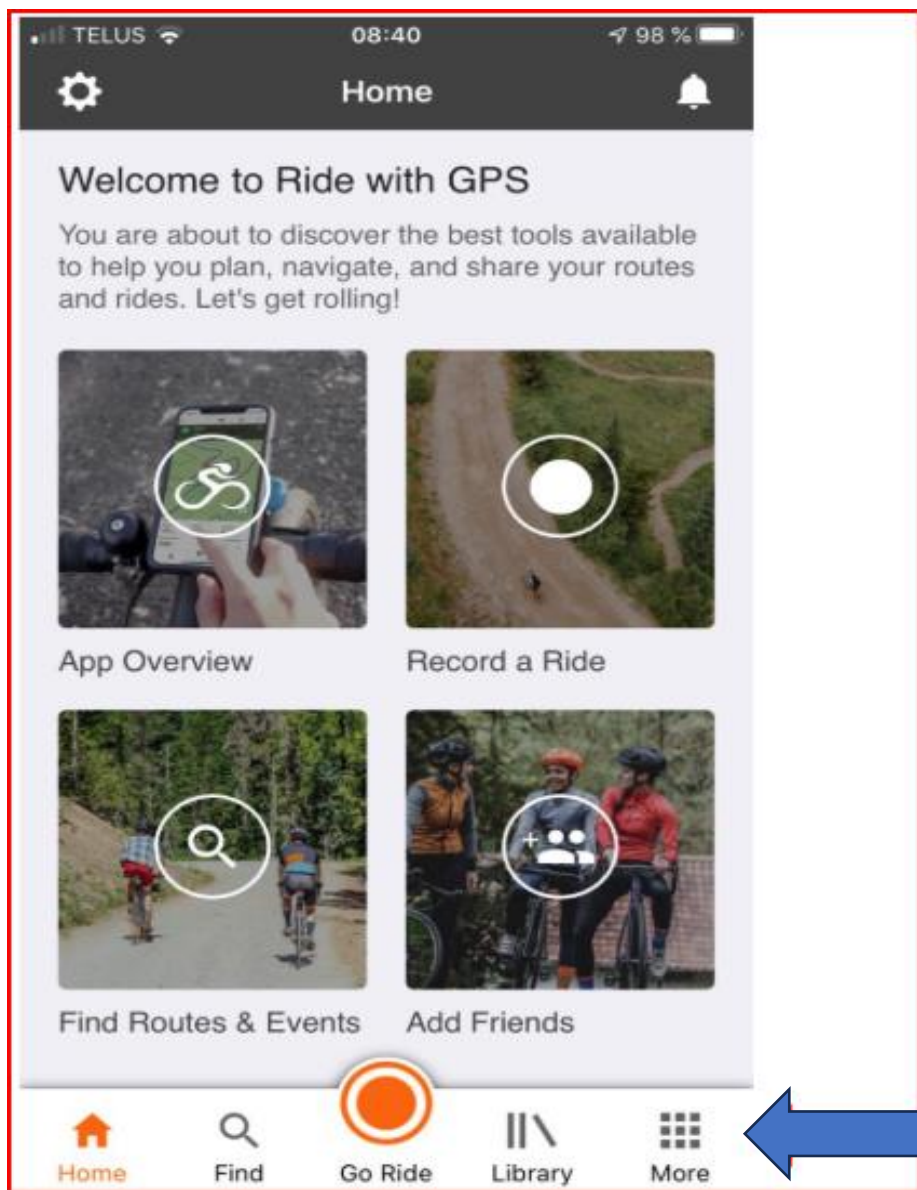 TELUS 08:40 98 %
Home
Welcome to Ride with GPS
You are about to discover the best tools available
to help you plan, navigate, and share your routes
and rides. Let's get rolling!
App Overview Record a Ride
Find Routes & Events Add Friends
Home Find Go Ride Library More